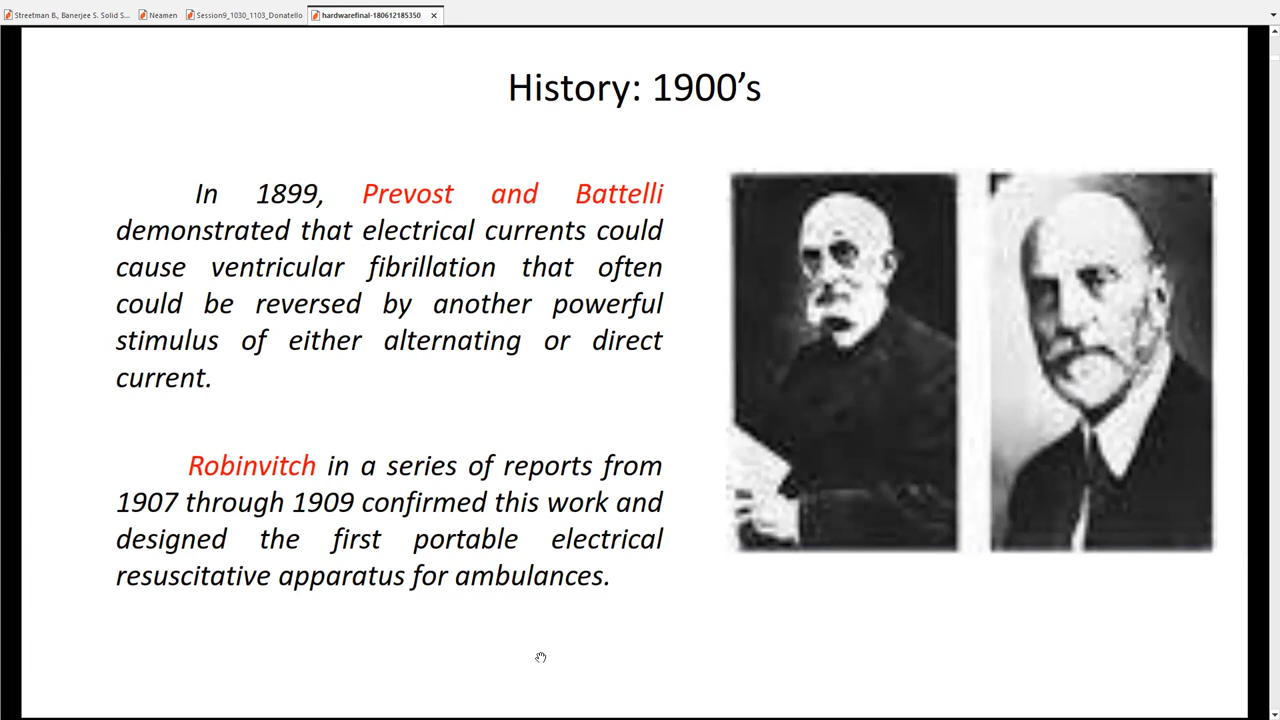 Streetman B., Banerjee S. Solid S... Neamen Session9_1030_1103_Donatello hardwarefinal-180612185350
History: 1900’s
In 1899, Prevost and Battelli
demonstrated that electrical currents could
cause ventricular fibrillation that often
could be reversed by another powerful
stimulus of either alternating or direct
current.
Robinvitch in a series of reports from
1907 through 1909 confirmed this work and
designed the first portable electrical
resuscitative apparatus for ambulances.